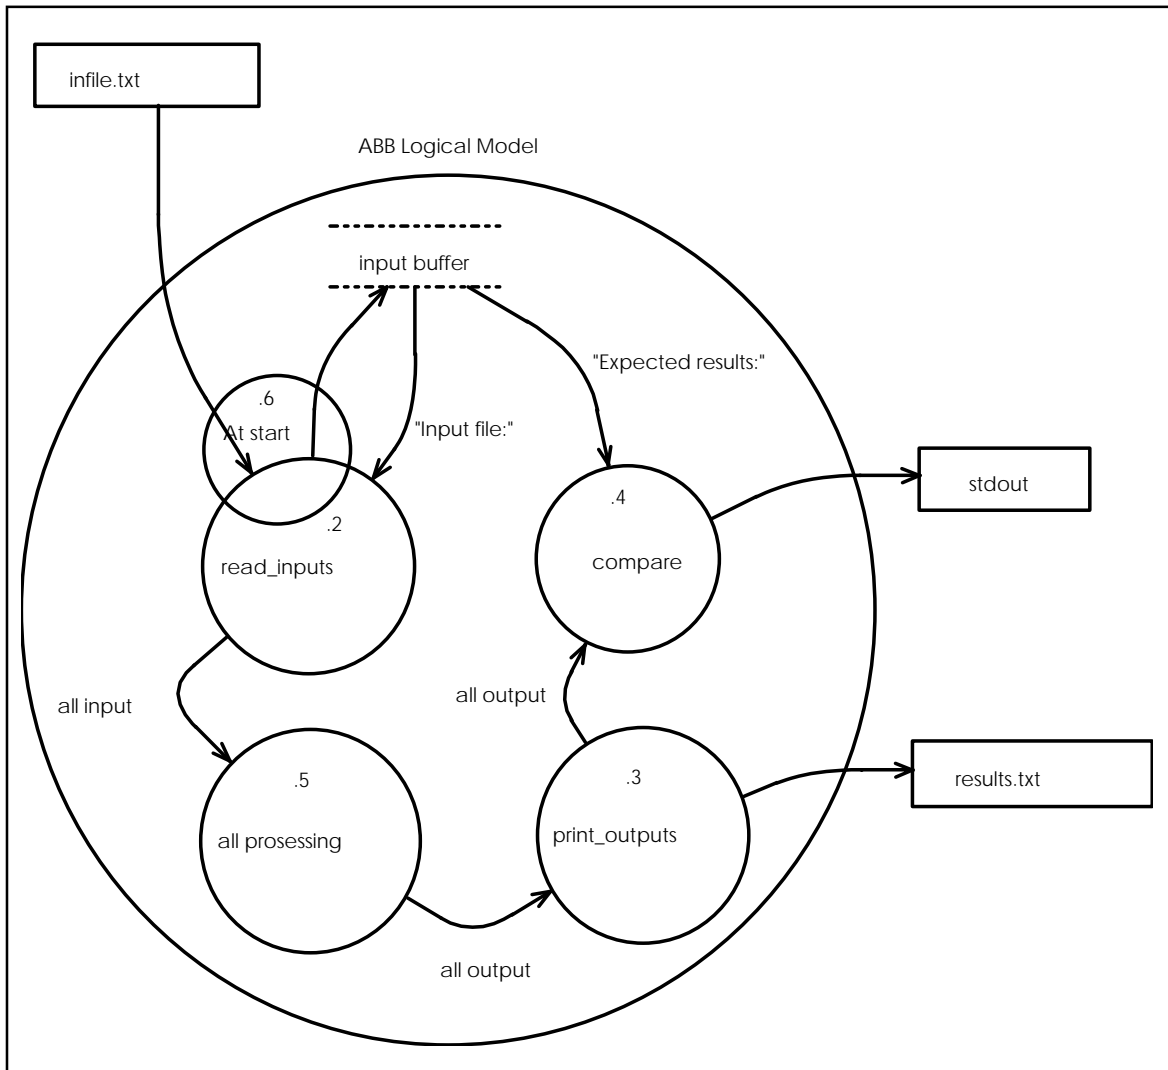 infile.txt
ABB Logical Model
input buffer
"Expected results:"
.6
At start
"Input file:"
.2
read_inputs
.4
compare
stdout
all input
all output
.5
all prosessing
.3
print_outputs
results.txt
all output